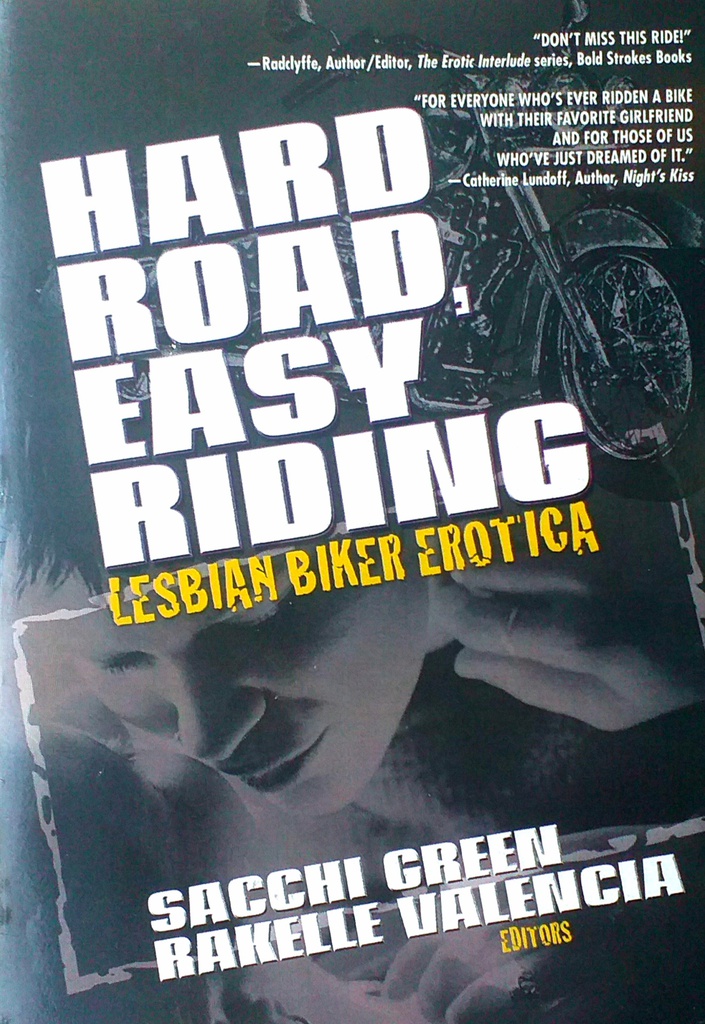 “DON’T MISS THIS RIDE!”
—Radclyffe, Author/Editor, The Erotic Interlude series, Bold Strokes Books
“FOR EVERYONE WHO’S EVER RIDDEN A BIKE
WITH THEIR FAVORITE GIRLFRIEND
AND FOR THOSE OF US
WHO’VE JUST DREAMED OF IT.”
—Catherine Lundoff, Author, Night’s Kiss
HARD
ROAD,
EASY
RIDING
LESBIAN BIKER EROTICA
SACCHI GREEN
RAKELLE VALENCIA
EDITORS